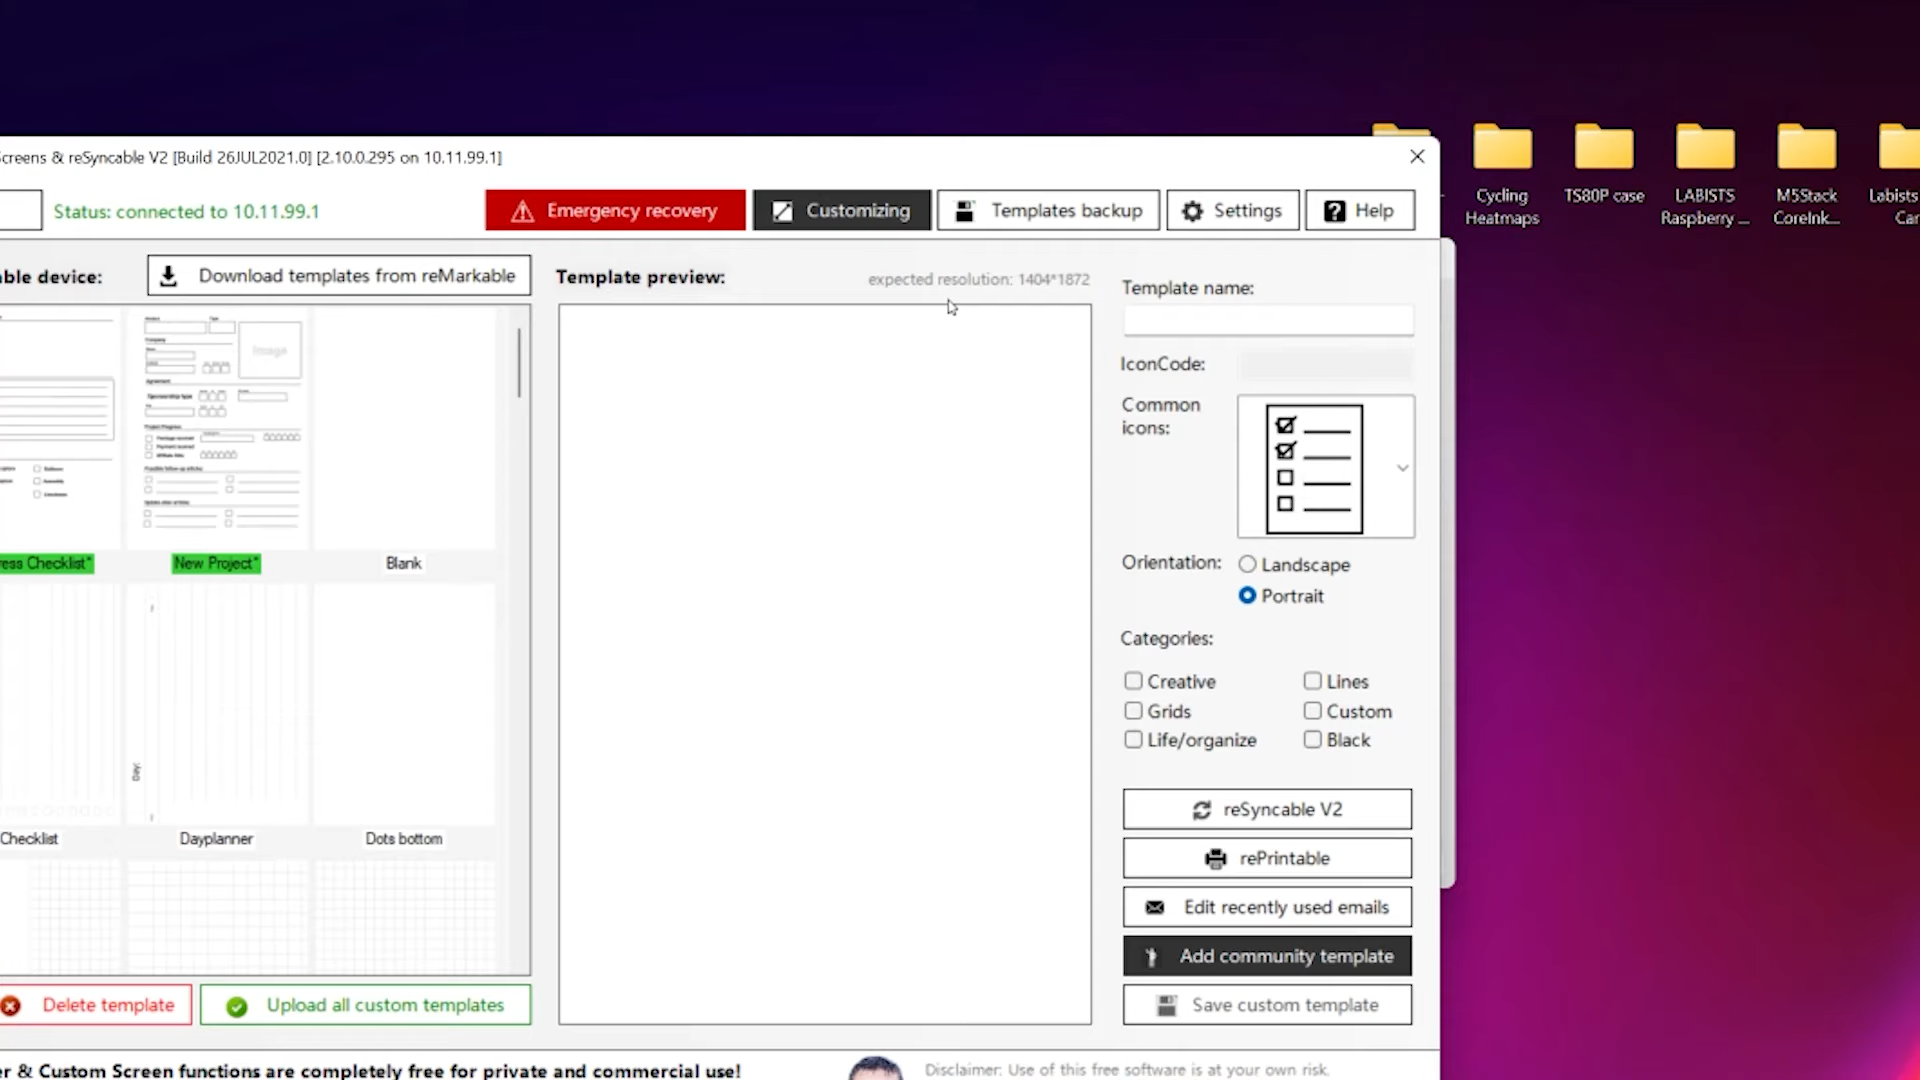 creens & reSyncable V2 [Build 26JUL2021.0] [2.10.0.295 on 10.11.99.1]
Status: connected to 10.11.99.1
Emergency recovery
Customizing
Templates backup
Settings
Help
Cycling
Heatmaps
TS80P case
LABISTS
Raspberry ...
M5Stack
CoreInk...
Labists
Car
ble device:
Download templates from reMarkable
Template preview:
expected resolution: 1404*1872
Template name:
IconCode:
Common
icons:
Image
ess Checklist*
New Project*
Blank
Orientation:
Landscape
Portrait
Categories:
Creative
Lines
Grids
Custom
Life/organize
Black
Day:
Checklist
Dayplanner
Dots bottom
reSyncable V2
rePrintable
Edit recently used emails
Add community template
Save custom template
Delete template
Upload all custom templates
r & Custom Screen functions are completely free for private and commercial use!
Disclaimer: Use of this free software is at your own risk.